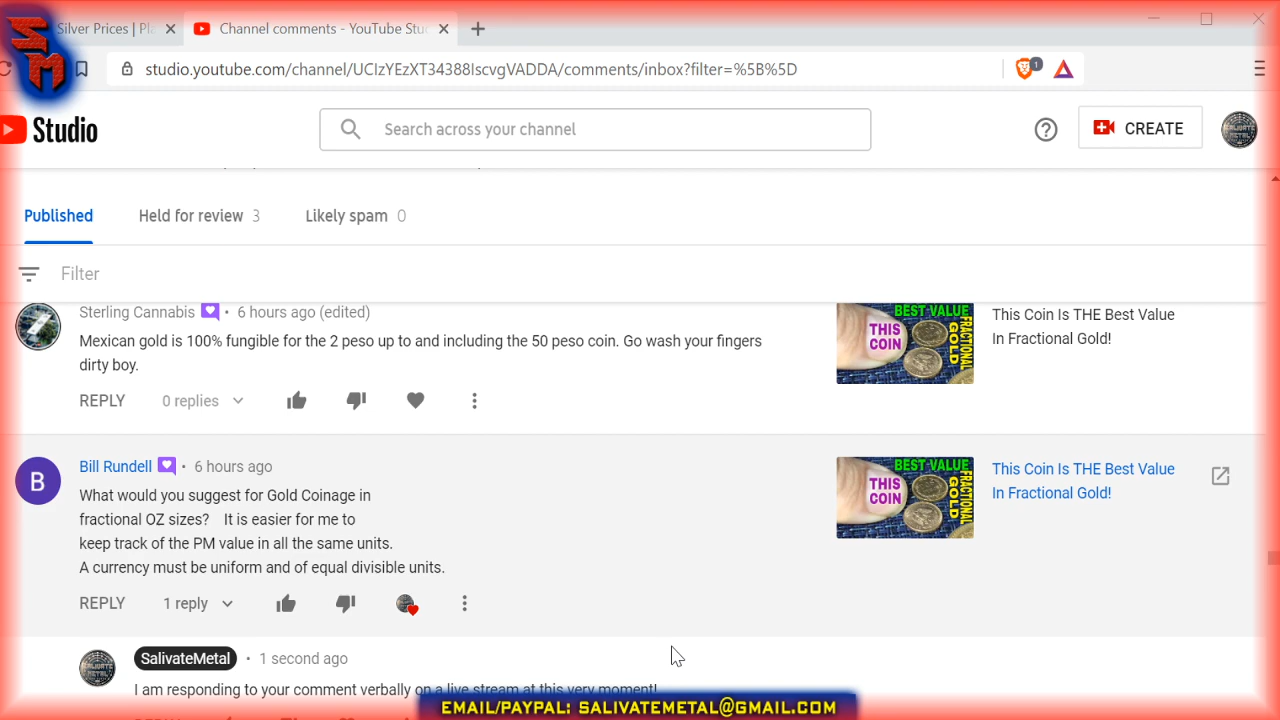 SM
Silver Prices | Pla
Channel comments - YouTube Stud
studio.youtube.com/channel/UCIzYEzXT34388IscvgVADDA/comments/inbox?filter=%5B%5D
1
Studio
Search across your channel
CREATE
Published
Held for review 3
Likely spam 0
Filter
Sterling Cannabis • 6 hours ago (edited)
Mexican gold is 100% fungible for the 2 peso up to and including the 50 peso coin. Go wash your fingers
dirty boy.
REPLY 0 replies
BEST VALUE
THIS
COIN
FRACTIONAL
GOLD
This Coin Is THE Best Value
In Fractional Gold!
B
Bill Rundell • 6 hours ago
What would you suggest for Gold Coinage in
fractional OZ sizes? It is easier for me to
keep track of the PM value in all the same units.
A currency must be uniform and of equal divisible units.
REPLY 1 reply
BEST VALUE
THIS
COIN
FRACTIONAL
GOLD
This Coin Is THE Best Value
In Fractional Gold!
SalivateMetal • 1 second ago
I am responding to your comment verbally on a live stream at this very moment!
EMAIL/PAYPAL: SALIVATEMETAL@GMAIL.COM